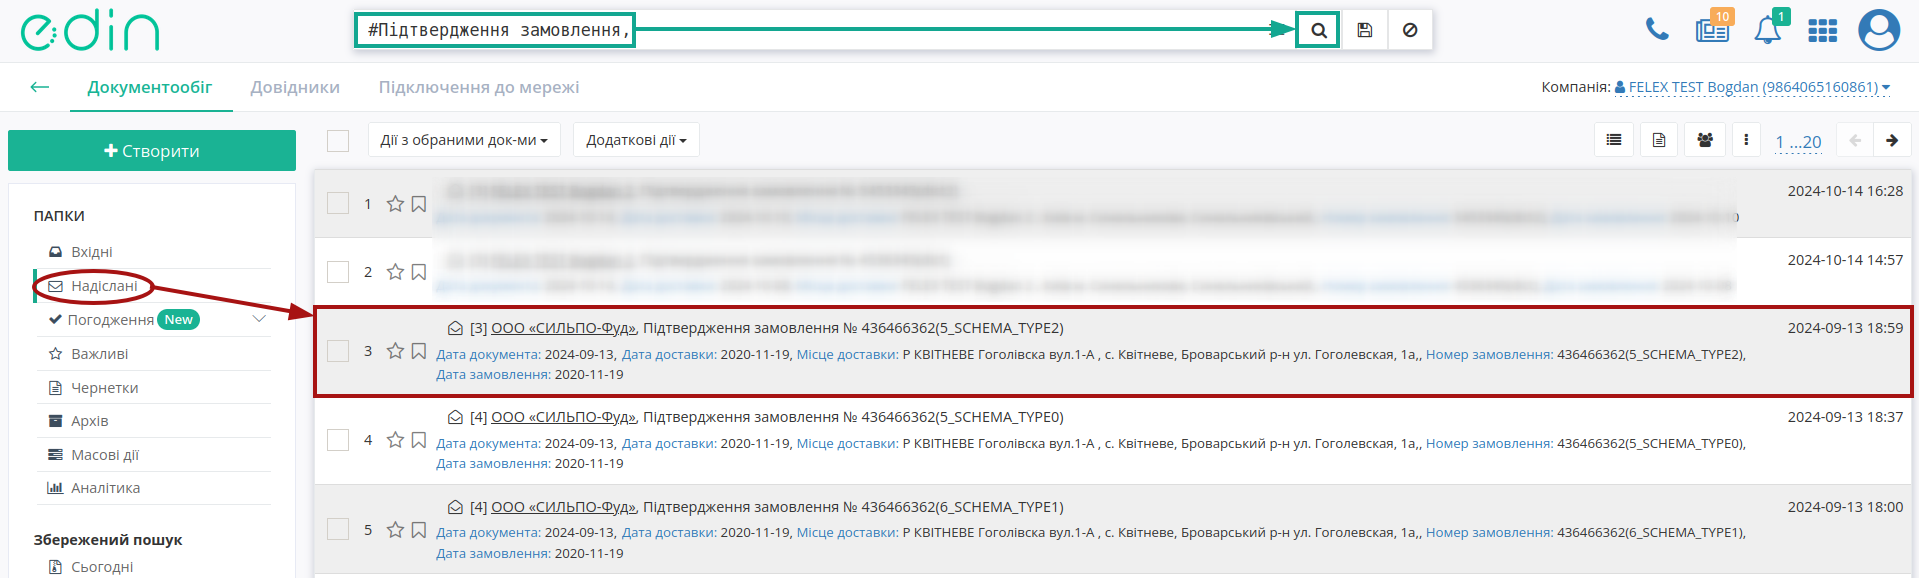 edin
#Підтвердження замовлення,
10
1
Документообіг
Довідники
Підключення до мережі
Компанія: FELEX TEST Bogdan (9864065160861)
Створити
Дії з обраними док-ми
Додаткові дії
1 ...20
ПАПКИ
Вхідні
Надіслані
Погодження New
Важливі
Чернетки
Архів
Масові дії
Аналітика
Збережений пошук
Сьогодні
1
2024-10-14 16:28
2
2024-10-14 14:57
3
[3] ООО «СИЛЬПО-Фуд», Підтвердження замовлення № 436466362(5_SCHEMA_TYPE2)
2024-09-13 18:59
Дата документа: 2024-09-13, Дата доставки: 2020-11-19, Місце доставки: Р КВІТНЕВЕ Гоголівска вул.1-А , с. Квітневе, Броварський р-н ул. Гоголевская, 1а,, Номер замовлення: 436466362(5_SCHEMA_TYPE2),
Дата замовлення: 2020-11-19
4
[4] ООО «СИЛЬПО-Фуд», Підтвердження замовлення № 436466362(5_SCHEMA_TYPE0)
2024-09-13 18:37
Дата документа: 2024-09-13, Дата доставки: 2020-11-19, Місце доставки: Р КВІТНЕВЕ Гоголівска вул.1-А , с. Квітневе, Броварський р-н ул. Гоголевская, 1а,, Номер замовлення: 436466362(5_SCHEMA_TYPE0),
Дата замовлення: 2020-11-19
5
[4] ООО «СИЛЬПО-Фуд», Підтвердження замовлення № 436466362(6_SCHEMA_TYPE1)
2024-09-13 18:00
Дата документа: 2024-09-13, Дата доставки: 2020-11-19, Місце доставки: Р КВІТНЕВЕ Гоголівска вул.1-А , с. Квітневе, Броварський р-н ул. Гоголевская, 1а,, Номер замовлення: 436466362(6_SCHEMA_TYPE1),
Дата замовлення: 2020-11-19